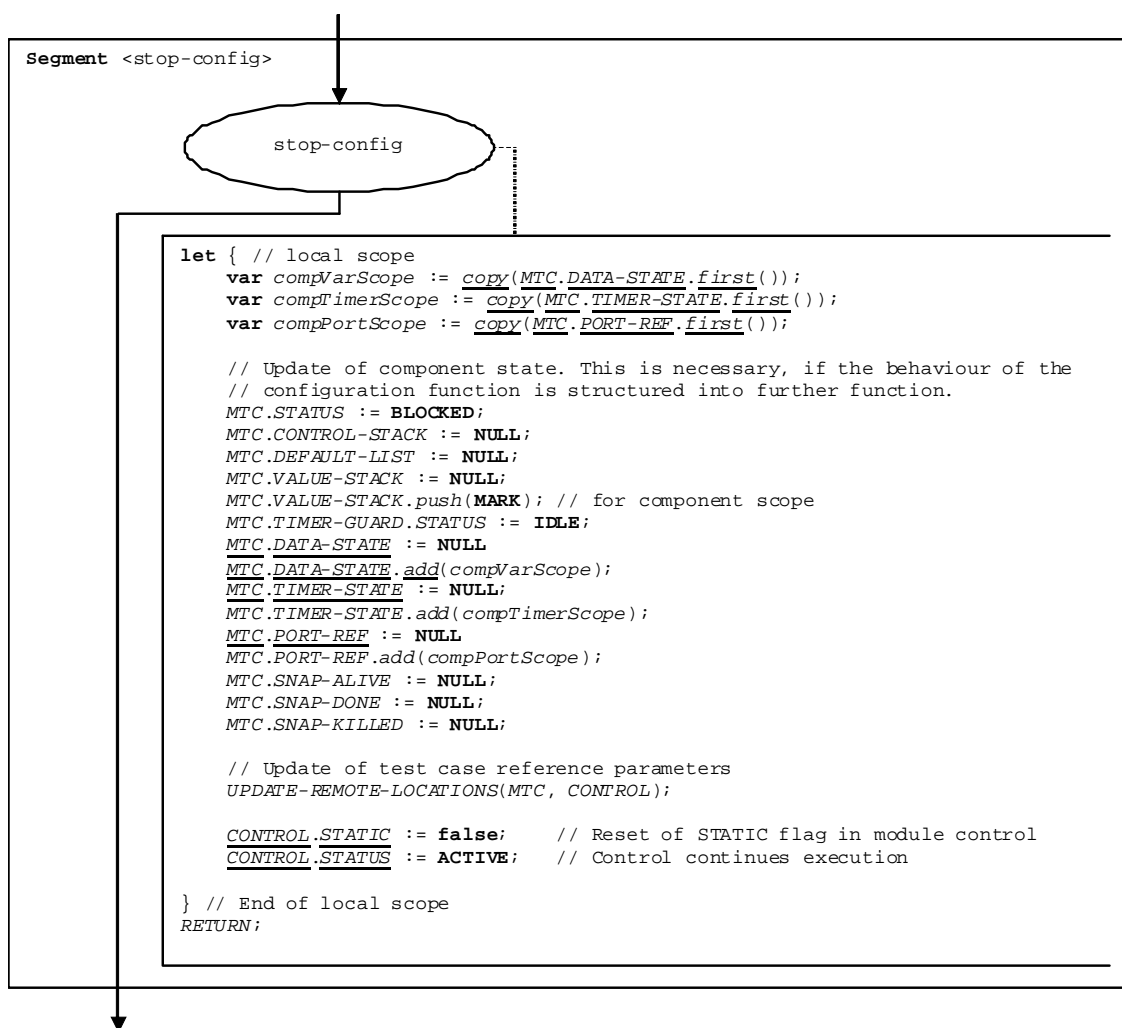 Segment <stop-config>
stop-config
let { // local scope
var compVarScope := copy(MTC.DATA-STATE.first());
var compTimerScope := copy(MTC.TIMER-STATE.first());
var compPortScope := copy(MTC.PORT-REF.first());
// Update of component state. This is necessary, if the behaviour of the
// configuration function is structured into further function.
MTC.STATUS := BLOCKED;
MTC.CONTROL-STACK := NULL;
MTC.DEFAULT-LIST := NULL;
MTC.VALUE-STACK := NULL;
MTC.VALUE-STACK.push(MARK); // for component scope
MTC.TIMER-GUARD.STATUS := IDLE;
MTC.DATA-STATE := NULL
MTC.DATA-STATE.add(compVarScope);
MTC.TIMER-STATE := NULL;
MTC.TIMER-STATE.add(compTimerScope);
MTC.PORT-REF := NULL
MTC.PORT-REF.add(compPortScope);
MTC.SNAP-ALIVE := NULL;
MTC.SNAP-DONE := NULL;
MTC.SNAP-KILLED := NULL;
// Update of test case reference parameters
UPDATE-REMOTE-LOCATIONS(MTC, CONTROL);
CONTROL.STATIC := false; // Reset of STATIC flag in module control
CONTROL.STATUS := ACTIVE; // Control continues execution
} // End of local scope
RETURN;